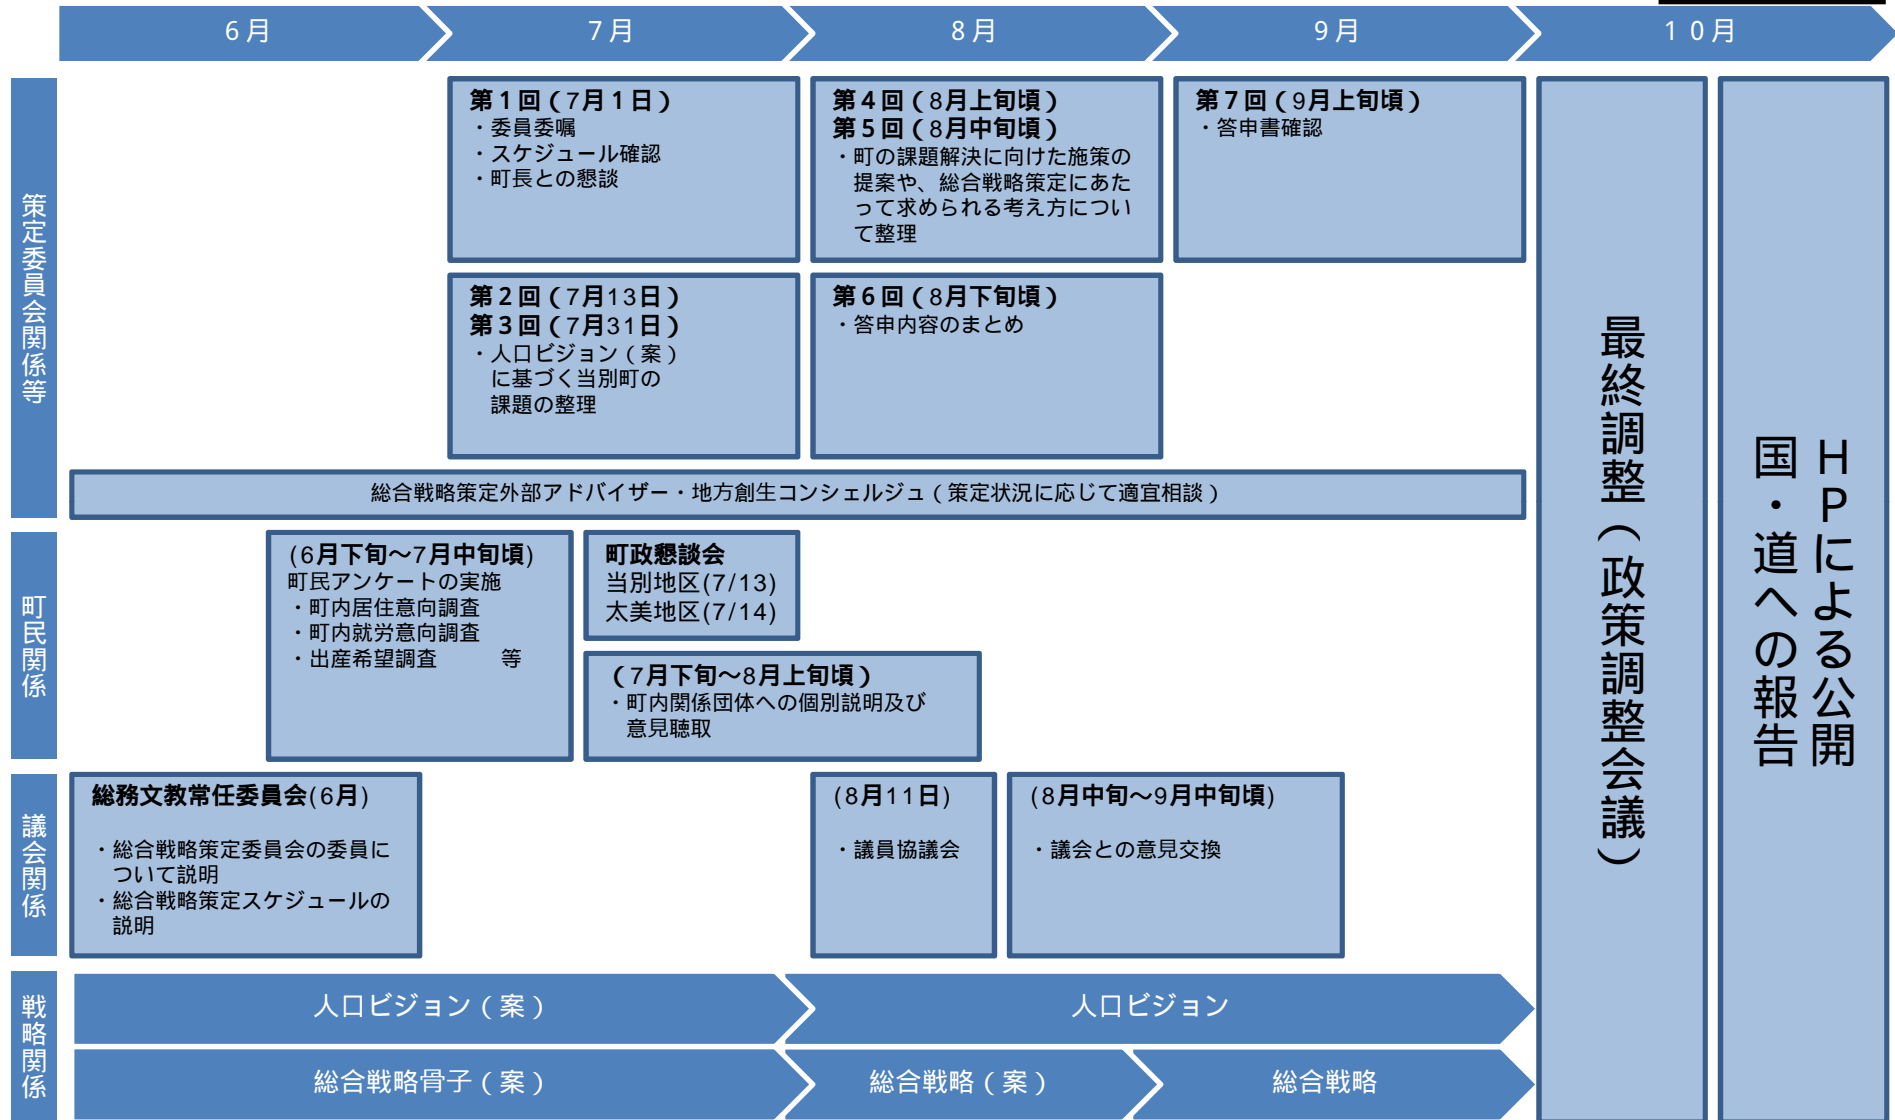 6月
7月
8月
9月
10月
策定委員会関係等
第1回(7月1日)
・委員委嘱
・スケジュール確認
・町長との懇談
第4回(8月上旬頃)
第5回(8月中旬頃)
・町の課題解決に向けた施策の
提案や、総合戦略策定にあた
って求められる考え方につい
て整理
第7回(9月上旬頃)
・答申書確認
第2回(7月13日)
第3回(7月31日)
・人口ビジョン(案)
に基づく当別町の
課題の整理
第6回(8月下旬頃)
・答申内容のまとめ
総合戦略策定外部アドバイザー・地方創生コンシェルジュ(策定状況に応じて適宜相談)
町民関係
(6月下旬～7月中旬頃)
町民アンケートの実施
・町内居住意向調査
・町内就労意向調査
・出産希望調査 等
町政懇談会
当別地区(7/13)
太美地区(7/14)
(7月下旬～8月上旬頃)
・町内関係団体への個別説明及び
意見聴取
議会関係
総務文教常任委員会(6月)
・総合戦略策定委員会の委員に
ついて説明
・総合戦略策定スケジュールの
説明
(8月11日)
・議員協議会
(8月中旬～9月中旬頃)
・議会との意見交換
戦略関係
人口ビジョン(案)
人口ビジョン
総合戦略骨子(案)
総合戦略(案)
総合戦略
最終調整(政策調整会議)
HPによる公開
国・道への報告